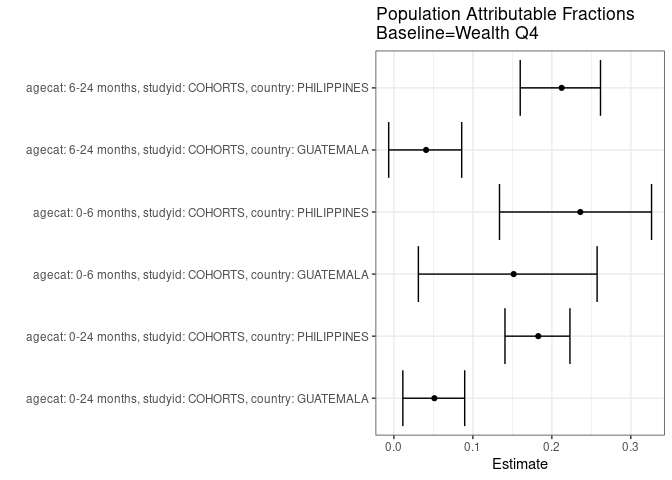 Population Attributable Fractions
Baseline=Wealth Q4
agecat: 6-24 months, studyid: COHORTS, country: PHILIPPINES
agecat: 6-24 months, studyid: COHORTS, country: GUATEMALA
agecat: 0-6 months, studyid: COHORTS, country: PHILIPPINES
agecat: 0-6 months, studyid: COHORTS, country: GUATEMALA
agecat: 0-24 months, studyid: COHORTS, country: PHILIPPINES
agecat: 0-24 months, studyid: COHORTS, country: GUATEMALA
0.0 0.1 0.2 0.3
Estimate